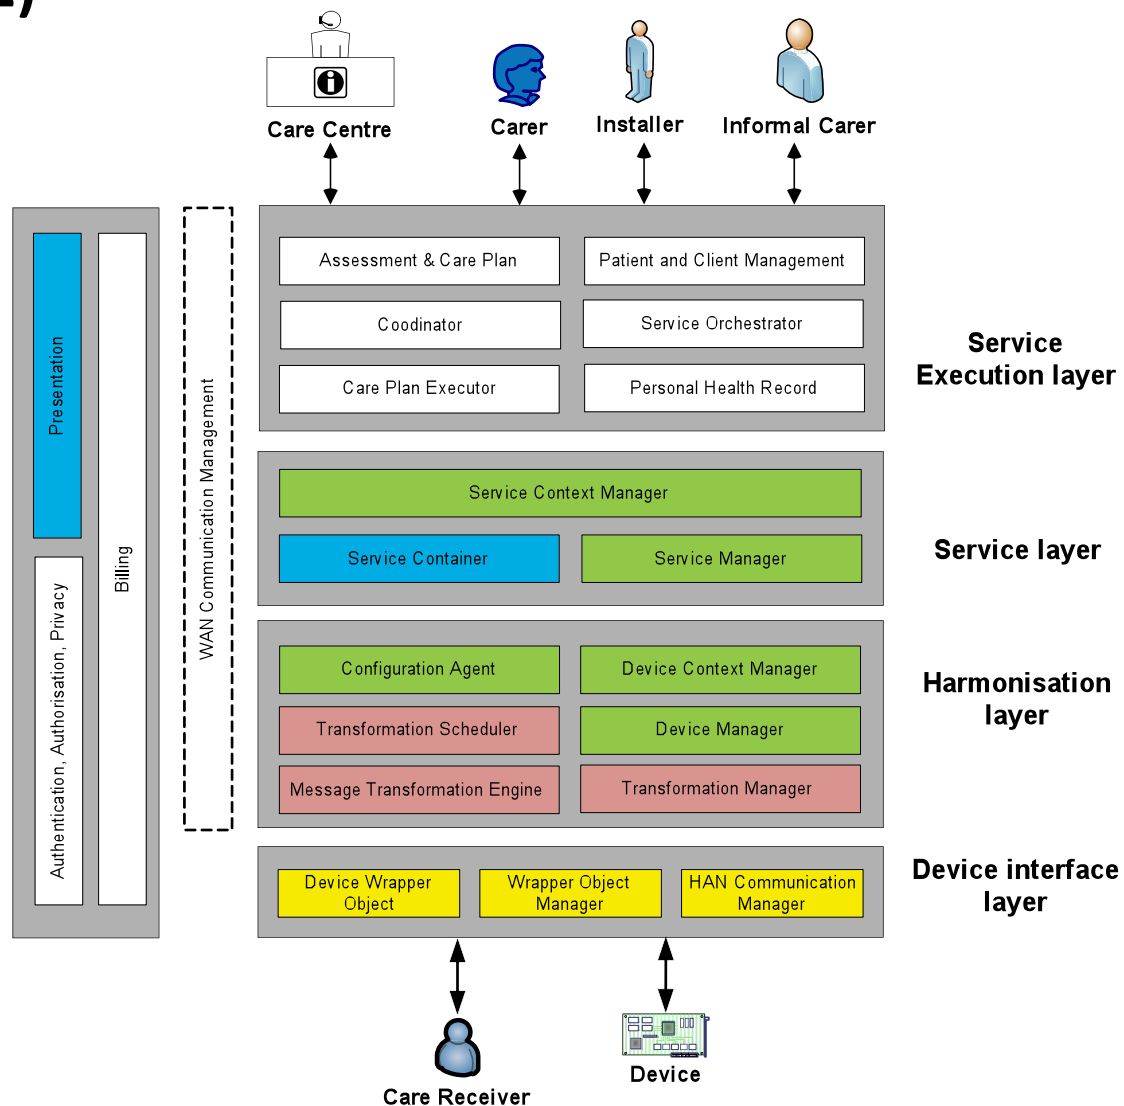 Care Centre
Carer
Installer
Informal Carer
Presentation
Authentication, Authorisation, Privacy
Billing
WAN Communication Management
Assessment & Care Plan
Patient and Client Management
Coodinator
Service Orchestrator
Care Plan Executor
Personal Health Record
Service
Execution layer
Service Context Manager
Service Container
Service Manager
Service layer
Configuration Agent
Device Context Manager
Transformation Scheduler
Device Manager
Message Transformation Engine
Transformation Manager
Harmonisation
layer
Device Wrapper
Object
Wrapper Object
Manager
HAN Communication
Manager
Device interface
layer
Care Receiver
Device